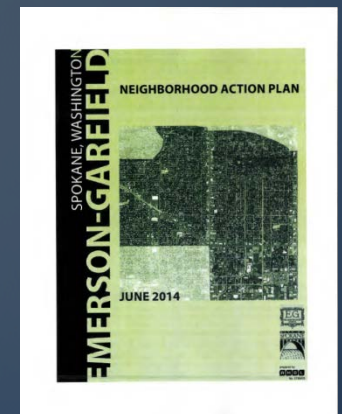 SPOKANE, WASHINGTON
EMERSON-GARFIELD
NEIGHBORHOOD ACTION PLAN
JUNE 2014